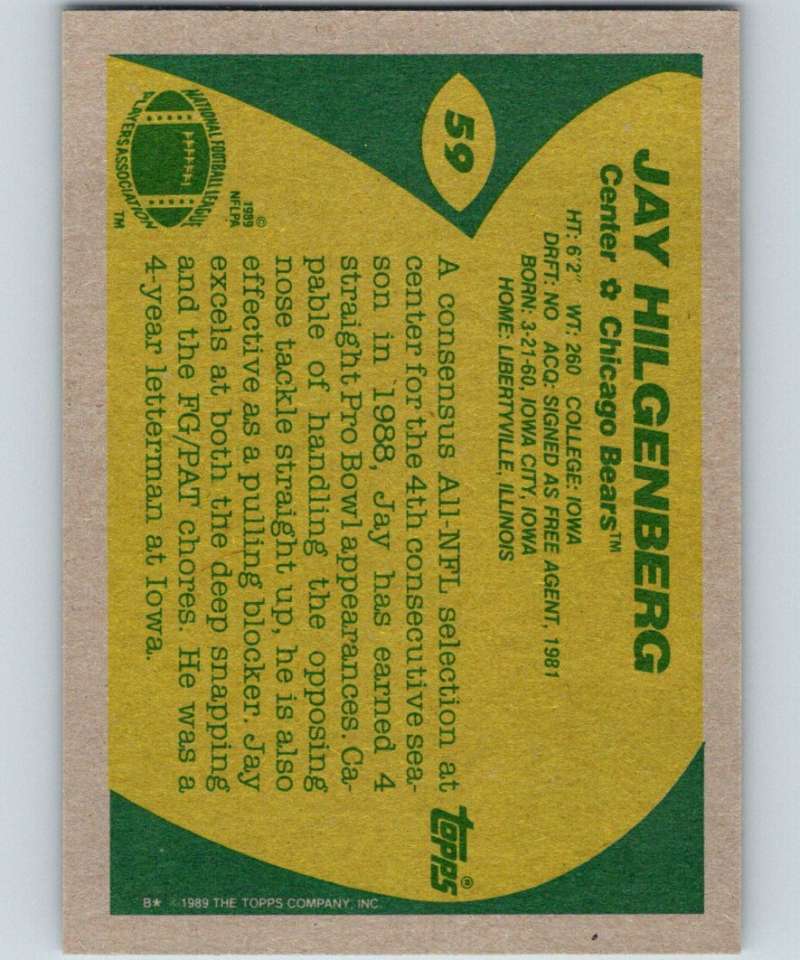 59
JAY HILGENBERG
Center ✿ Chicago Bears™
HT: 6'2" WT: 260 COLLEGE: IOWA
DRFT: NO ACQ: SIGNED AS FREE AGENT, 1981
BORN: 3-21-60, IOWA CITY, IOWA
HOME: LIBERTYVILLE, ILLINOIS
A consensus All-NFL selection at
center for the 4th consecutive sea-
son in 1988, Jay has earned 4
straight Pro Bowl appearances. Ca-
pable of handling the opposing
nose tackle straight up, he is also
effective as a pulling blocker. Jay
excels at both the deep snapping
and the FG/PAT chores. He was a
4-year letterman at Iowa.
NATIONAL FOOTBALL LEAGUE
PLAYERS ASSOCIATION
™
©
1989
NFLPA
topps®
B* ©1989 THE TOPPS COMPANY, INC.